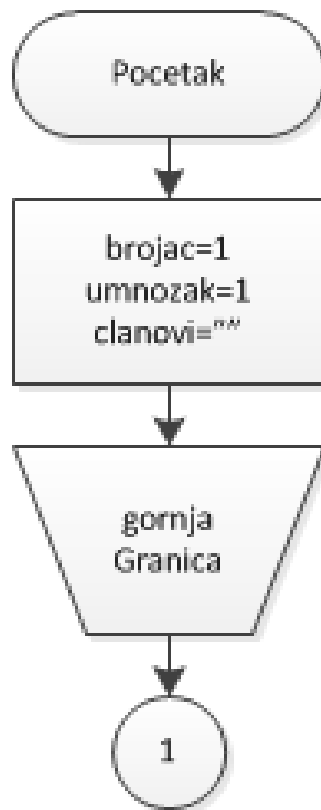 Pocetak
brojac=1
umnozak=1
clanovi=""
gornja
Granica
1